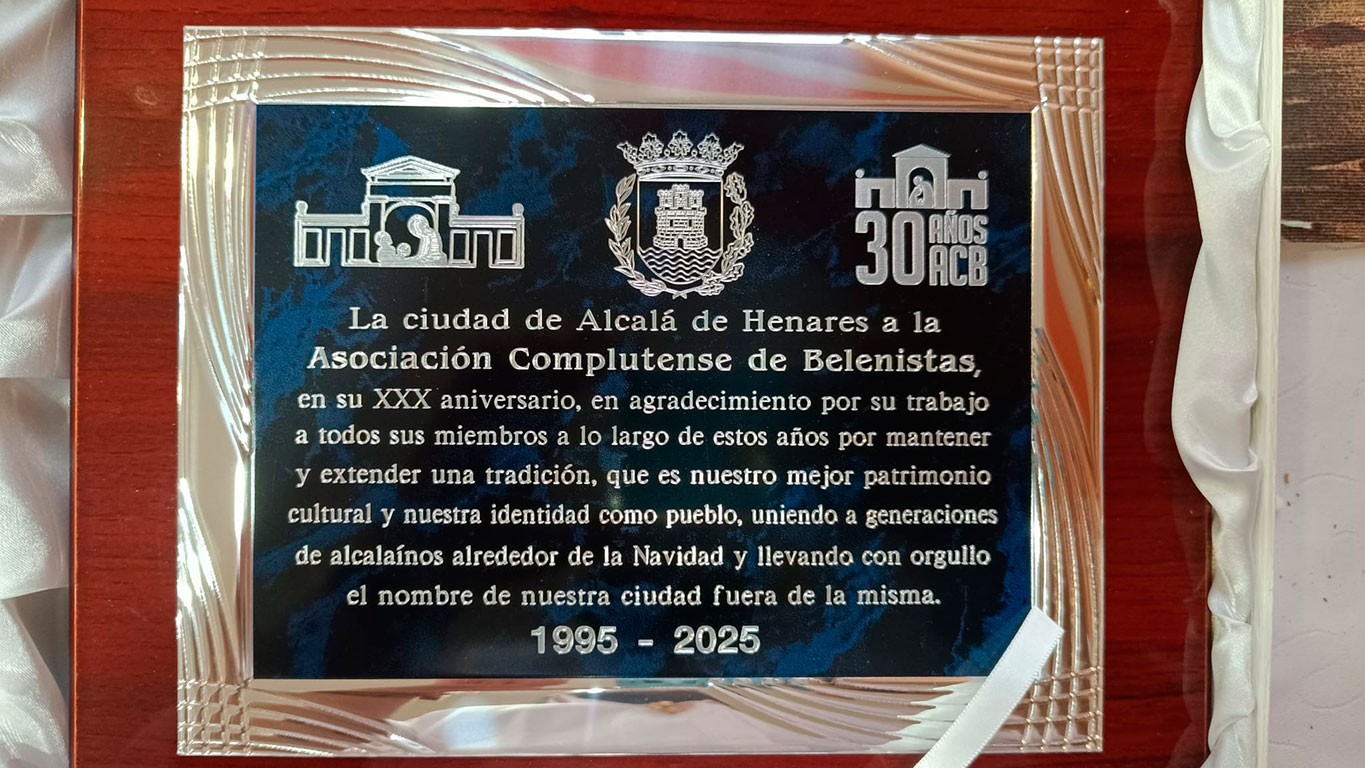 30 AÑOS
ACB
La ciudad de Alcalá de Henares a la
Asociación Complutense de Belenistas,
en su XXX aniversario, en agradecimiento por su trabajo
a todos sus miembros a lo largo de estos años por mantener
y extender una tradición, que es nuestro mejor patrimonio
cultural y nuestra identidad como pueblo, uniendo a generaciones
de alcalaínos alrededor de la Navidad y llevando con orgullo
el nombre de nuestra ciudad fuera de la misma.
1995 - 2025